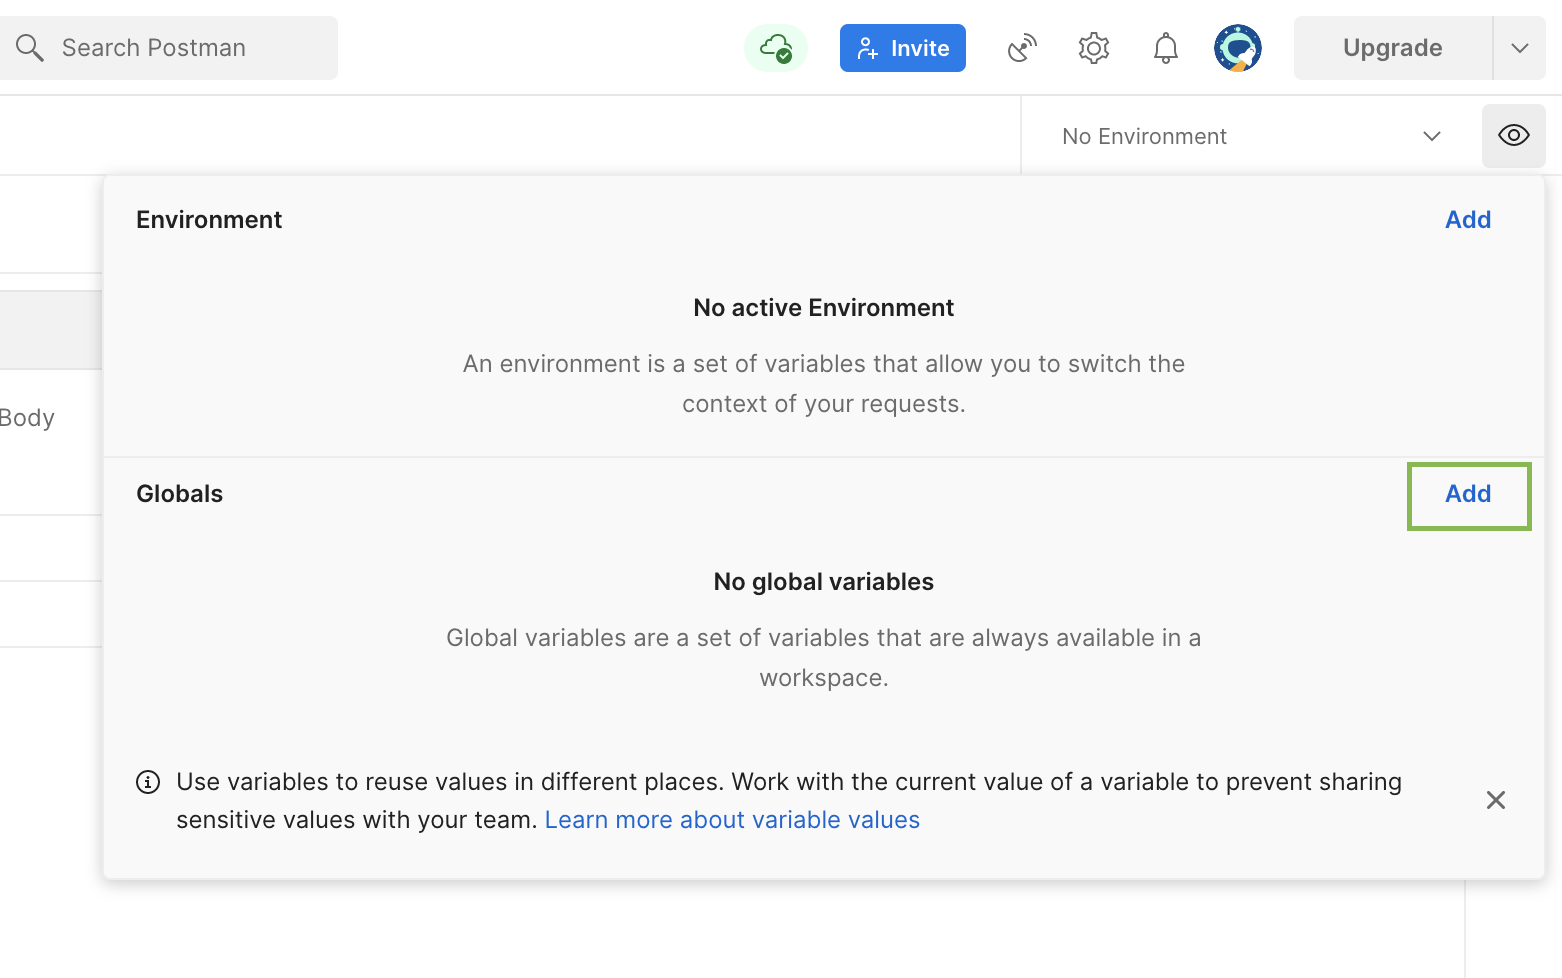 Search Postman
Invite
Upgrade
No Environment
Environment
Add
No active Environment
An environment is a set of variables that allow you to switch the
context of your requests.
Body
Globals
Add
No global variables
Global variables are a set of variables that are always available in a
workspace.
Use variables to reuse values in different places. Work with the current value of a variable to prevent sharing
sensitive values with your team. Learn more about variable values